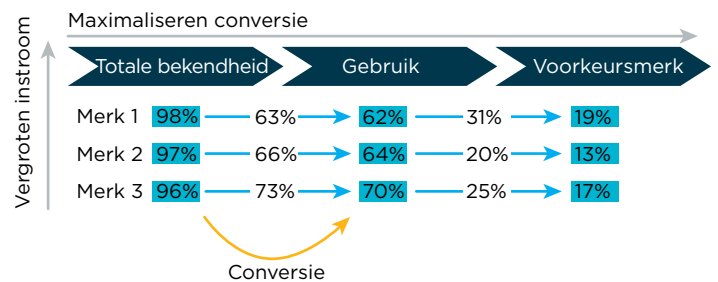 Maximaliseren conversie
Vergroten instroom
Totale bekendheid Gebruik Voorkeursmerk
Merk 1 98% 63% 62% 31% 19%
Merk 2 97% 66% 64% 20% 13%
Merk 3 96% 73% 70% 25% 17%
Conversie